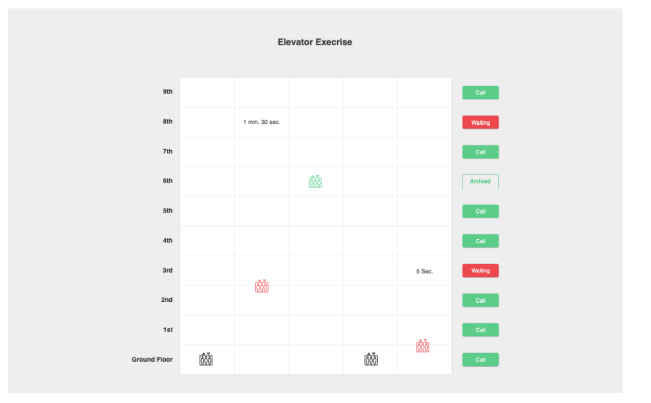 Elevator Execrise
9th Call
8th 1 min. 30 sec. Waiting
7th Call
6th Arrived
5th Call
4th Call
3rd 5 Sec. Waiting
2nd Call
1st Call
Ground Floor Call